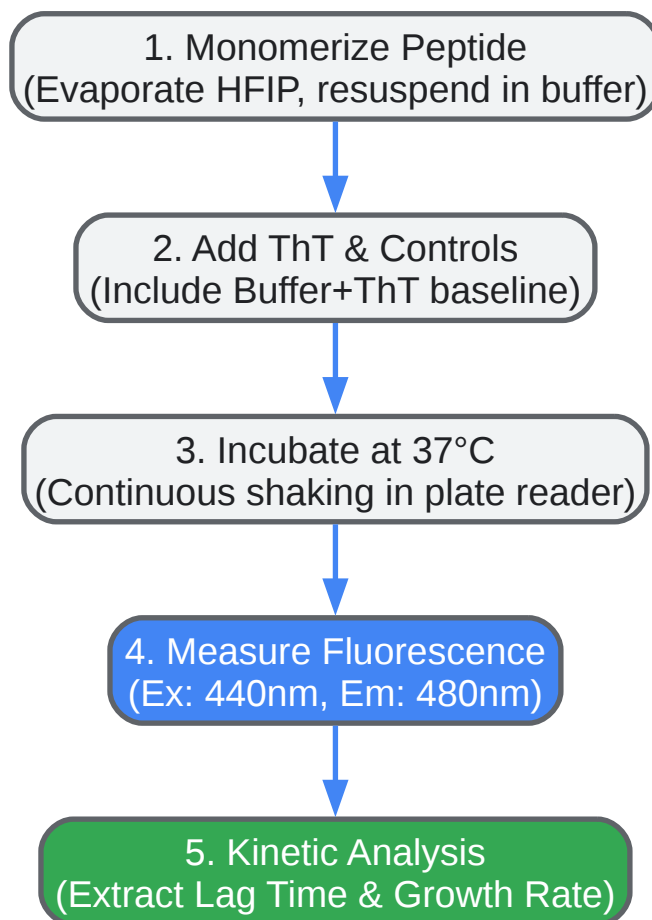 1. Monomerize Peptide
(Evaporate HFIP, resuspend in buffer)
2. Add ThT & Controls
(Include Buffer+ThT baseline)
3. Incubate at 37°C
(Continuous shaking in plate reader)
4. Measure Fluorescence
(Ex: 440nm, Em: 480nm)
5. Kinetic Analysis
(Extract Lag Time & Growth Rate)